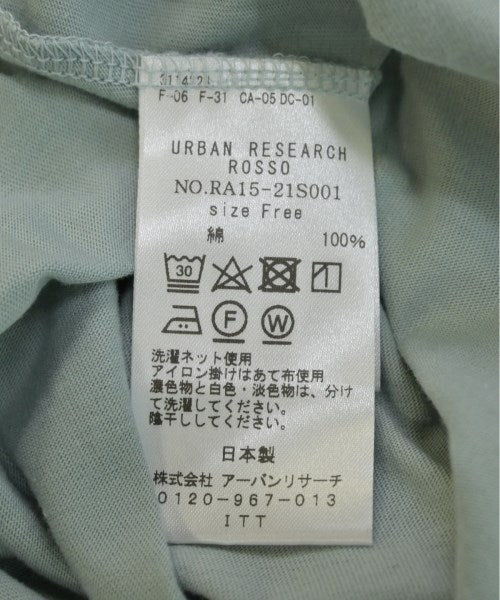 F-06 F-31 CA-05 DC-01
URBAN RESEARCH
ROSSO
NO.RA15-21S001
size Free
綿 100%
30
F W
洗濯ネット使用
アイロン掛けはあて布使用
濃色物と白色・淡色物は、分け
て洗濯してください。
陰干ししてください。
日本製
株式会社 アーバンリサーチ
0120-967-013
ITT